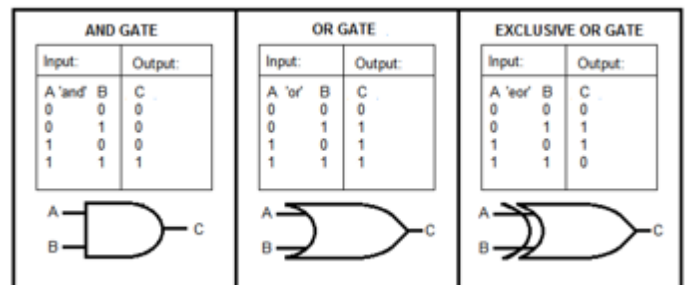 AND GATE
Input: Output:
A 'and' B C
0 0 0
0 1 0
1 0 0
1 1 1
A
B
C
OR GATE
Input: Output:
A 'or' B C
0 0 0
0 1 1
1 0 1
1 1 1
A
B
C
EXCLUSIVE OR GATE
Input: Output:
A 'eor' B C
0 0 0
0 1 1
1 0 1
1 1 0
A
B
C